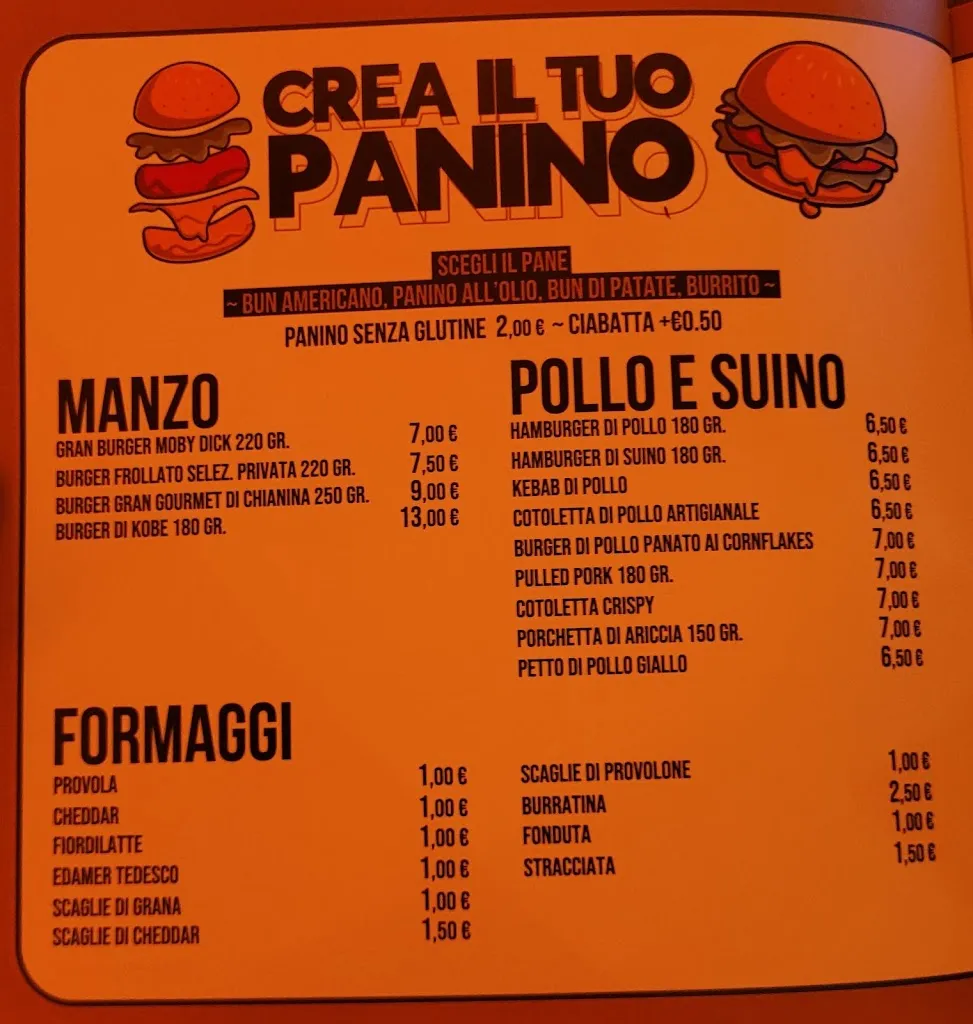 CREA IL TUO
PANINO
SCEGLI IL PANE
~ BUN AMERICANO, PANINO ALL'OLIO, BUN DI PATATE, BURRITO ~
PANINO SENZA GLUTINE 2,00 € ~ CIABATTA +€0.50
MANZO
GRAN BURGER MOBY DICK 220 GR. 7,00 €
BURGER FROLLATO SELEZ. PRIVATA 220 GR. 7,50 €
BURGER GRAN GOURMET DI CHIANINA 250 GR. 9,00 €
BURGER DI KOBE 180 GR. 13,00 €
POLLO E SUINO
HAMBURGER DI POLLO 180 GR. 6,50 €
HAMBURGER DI SUINO 180 GR. 6,50 €
KEBAB DI POLLO 6,50 €
COTOLETTA DI POLLO ARTIGIANALE 6,50 €
BURGER DI POLLO PANATO AI CORNFLAKES 7,00 €
PULLED PORK 180 GR. 7,00 €
COTOLETTA CRISPY 7,00 €
PORCHETTA DI ARICCIA 150 GR. 7,00 €
PETTO DI POLLO GIALLO 6,50 €
FORMAGGI
PROVOLA 1,00 €
CHEDDAR 1,00 €
FIORDILATTE 1,00 €
EDAMER TEDESCO 1,00 €
SCAGLIE DI GRANA 1,00 €
SCAGLIE DI CHEDDAR 1,50 €
SCAGLIE DI PROVOLONE 1,00 €
BURRATINA 2,50 €
FONDUTA 1,00 €
STRACCIATA 1,50 €